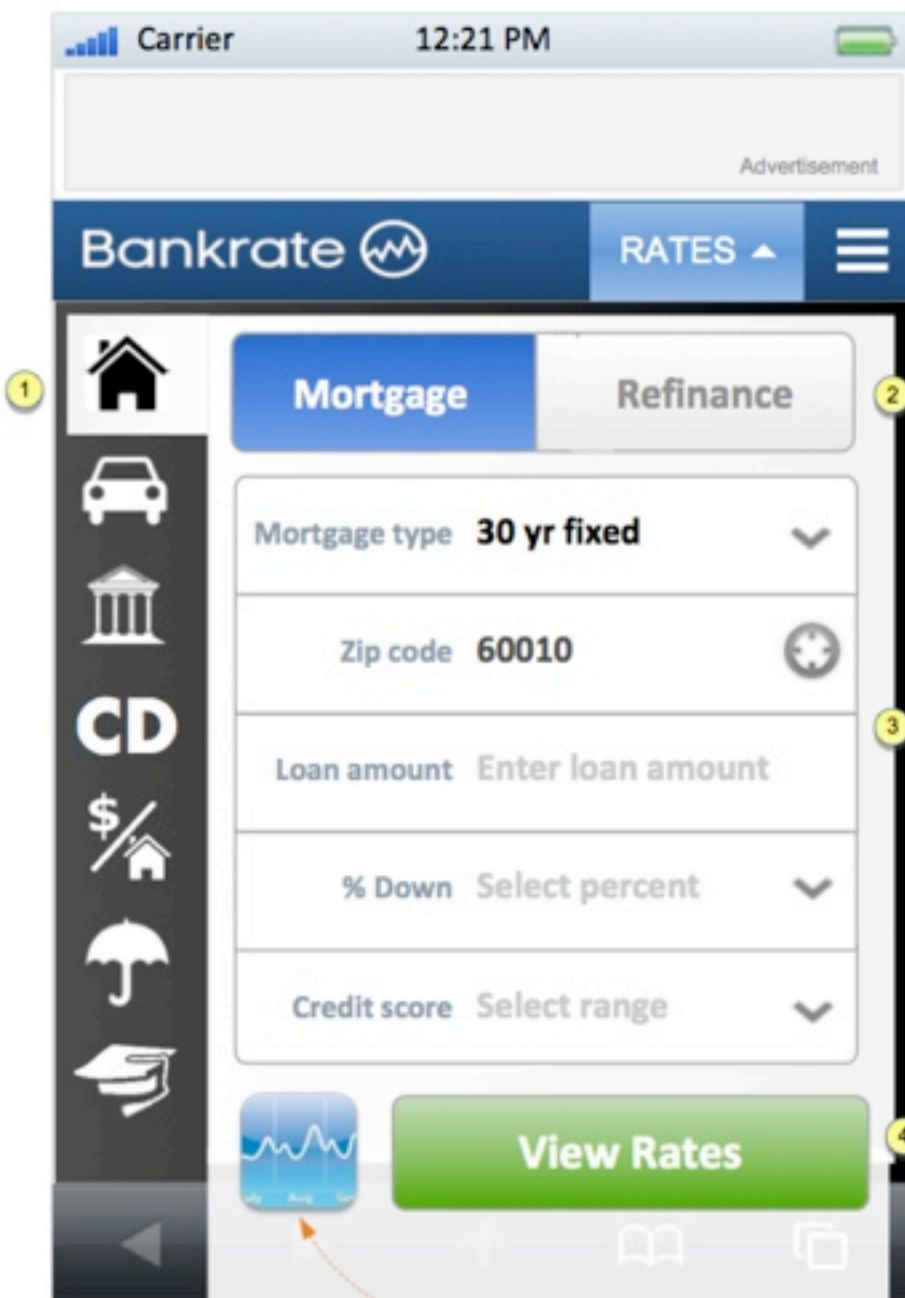 Carrier 12:21 PM
Advertisement
Bankrate RATES
1
Mortgage Refinance
2
Mortgage type 30 yr fixed
Zip code 60010
CD
3
Loan amount Enter loan amount
$/
% Down Select percent
Credit score Select range
View Rates
4
Aug